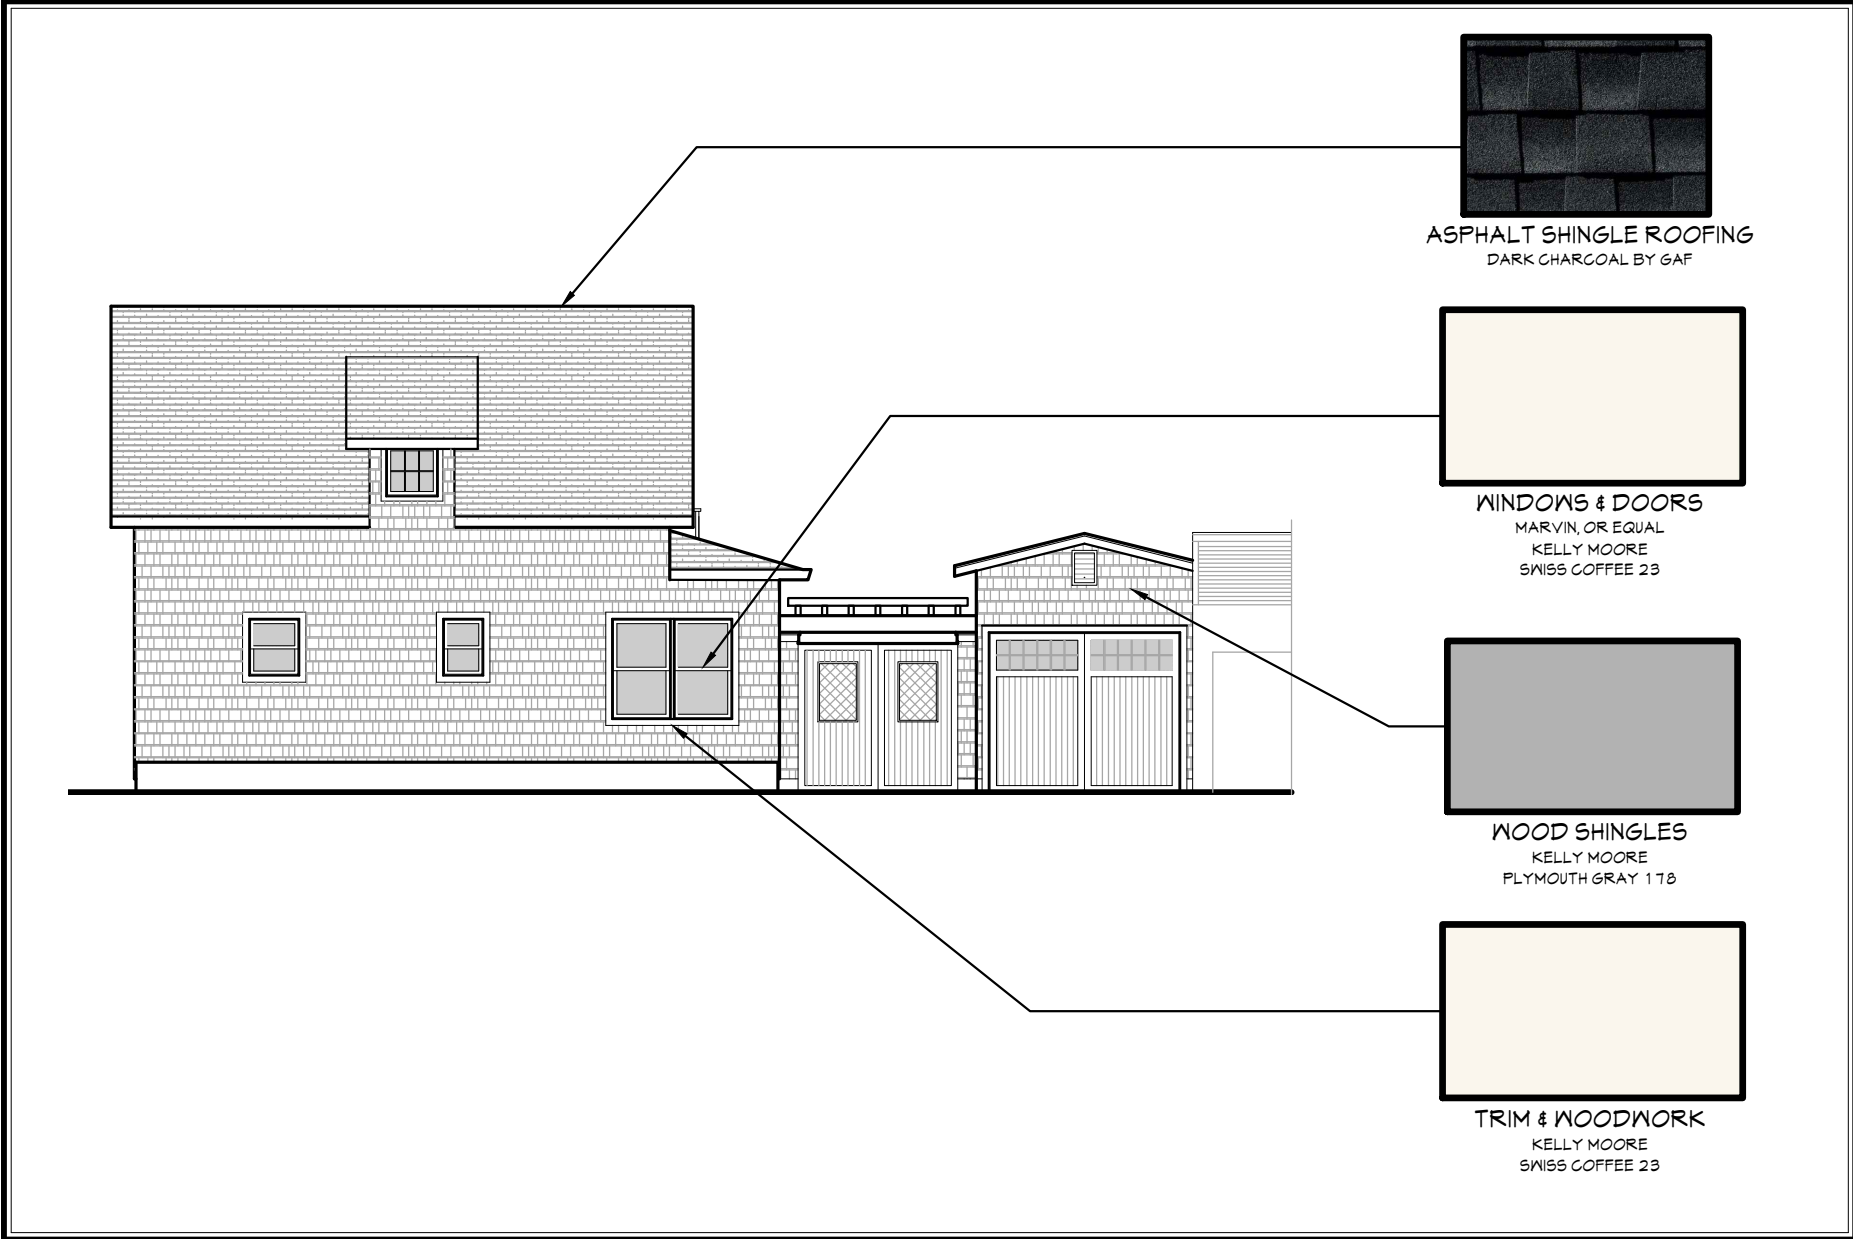 ASPHALT SHINGLE ROOFING
DARK CHARCOAL BY GAF
WINDOWS & DOORS
MARVIN, OR EQUAL
KELLY MOORE
SWISS COFFEE 23
WOOD SHINGLES
KELLY MOORE
PLYMOUTH GRAY 178
TRIM & WOODWORK
KELLY MOORE
SWISS COFFEE 23